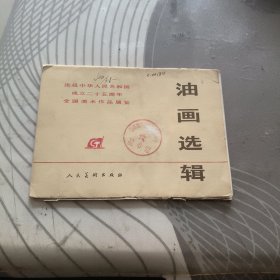 庆祝中华人民共和国
成立二十五周年
全国美术作品展览
油画选辑
人民美术出版社